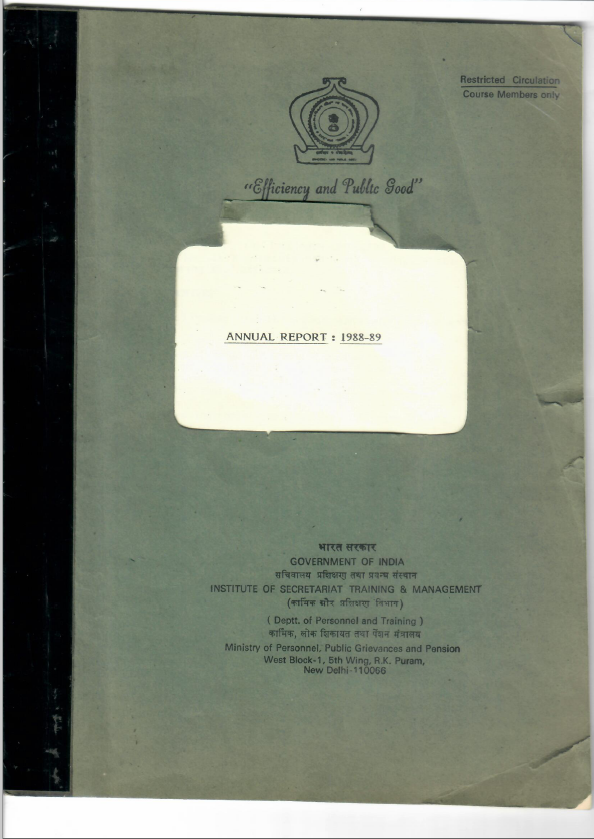 Restricted Circulation
Course Members only
"Efficiency and Public Good"
ANNUAL REPORT : 1988-89
भारत सरकार
GOVERNMENT OF INDIA
सचिवालय प्रशिक्षण तथा प्रबन्ध संस्थान
INSTITUTE OF SECRETARIAT TRAINING & MANAGEMENT
(कार्मिक और प्रशिक्षण विभाग)
( Deptt. of Personnel and Training )
कार्मिक, लोक शिकायत तथा पेंशन मंत्रालय
Ministry of Personnel, Public Grievances and Pension
West Block-1, 5th Wing, R.K. Puram,
New Delhi-110066